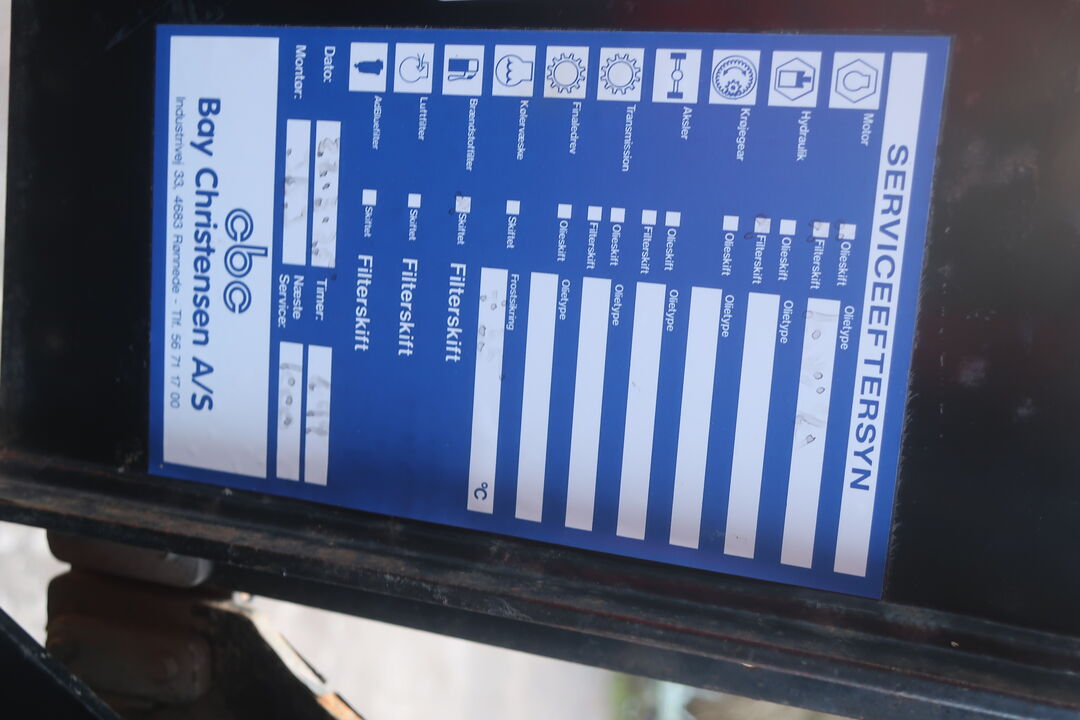 SERVICEEFTERSYN
Motor
Olieskift
Olietype
Filterskift
Hydraulik
Olieskift
Olietype
Filterskift
Krøjegear
Olieskift
Olietype
Aksler
Olieskift
Olietype
Filterskift
Transmission
Olieskift
Olietype
Filterskift
Finaledrev
Olieskift
Olietype
Kølervæske
Skiftet
Frostsikring
°C
Brændstoffilter
Skiftet
Filterskift
Luftfilter
Skiftet
Filterskift
AdBluefilter
Skiftet
Filterskift
Dato:
Timer:
Montør:
Næste
Service:
cbc
Bay Christensen A/S
Industrivej 33, 4683 Rønnede - Tlf. 56 71 17 00